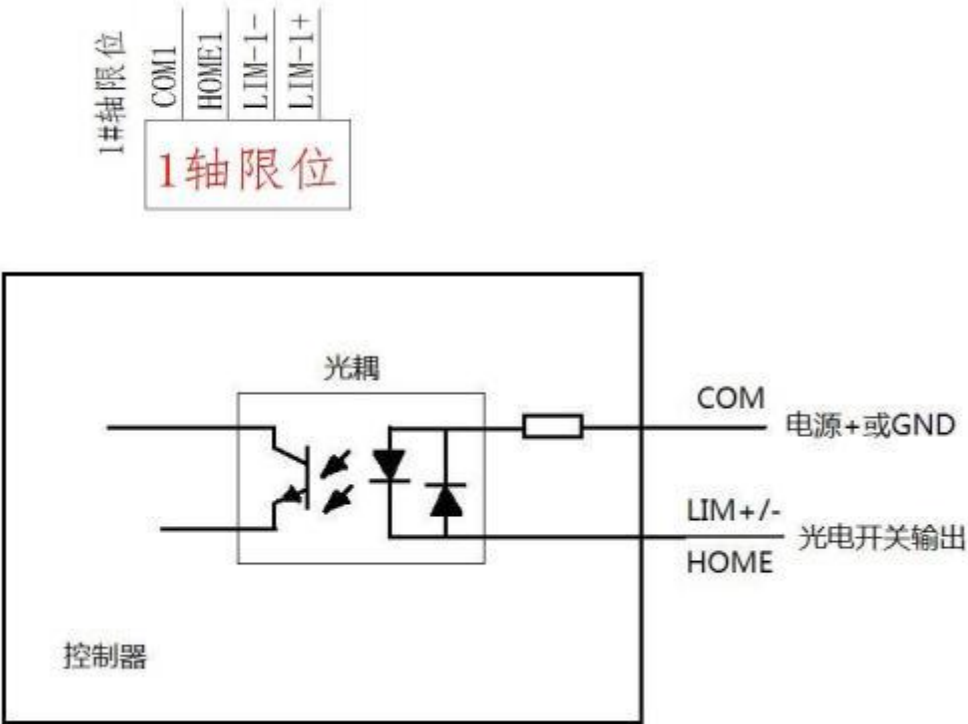 1#轴限位
COM1
HOME1
LIM-1-
LIM-1+
1轴限位
光耦
COM
电源+或GND
LIM+/-
光电开关输出
HOME
控制器